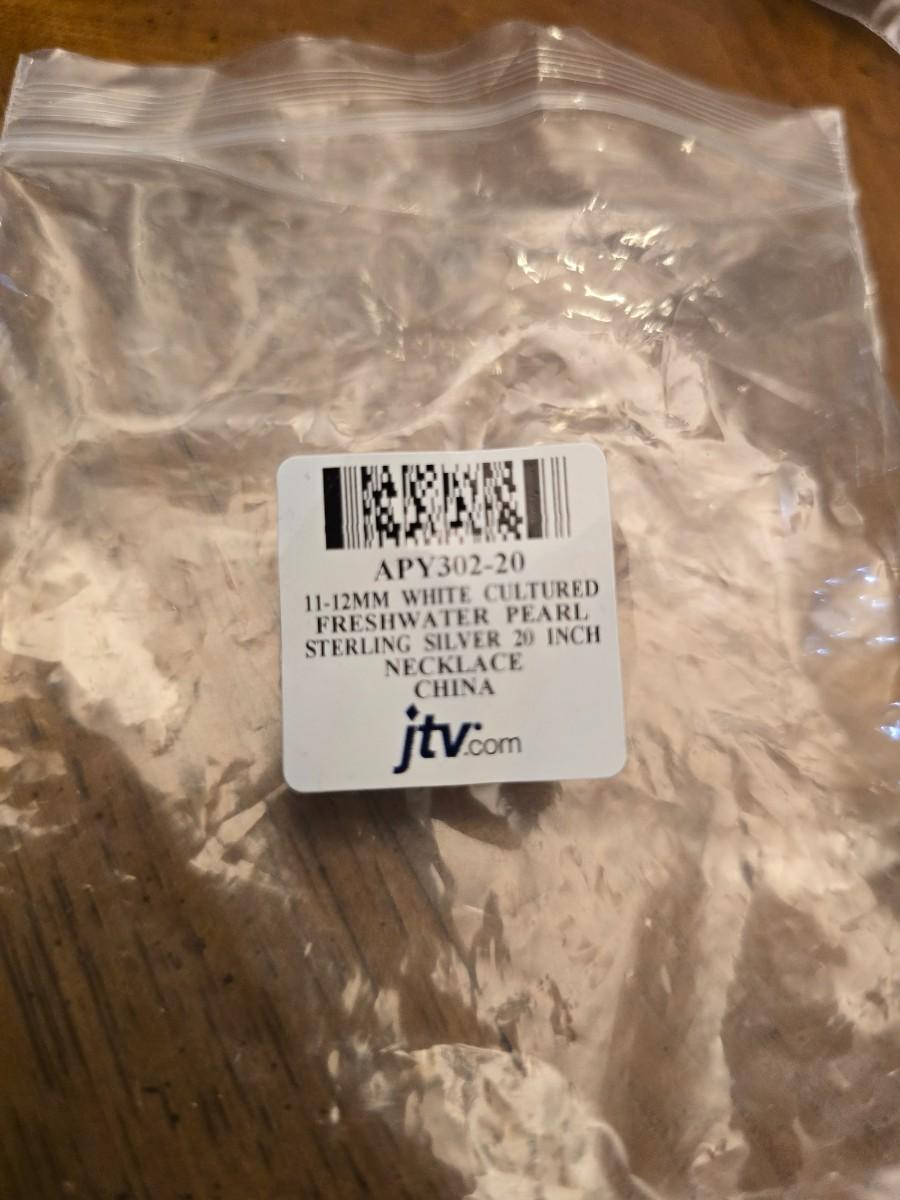 APY302-20
11-12MM WHITE CULTURED
FRESHWATER PEARL
STERLING SILVER 20 INCH
NECKLACE
CHINA
jtv.com